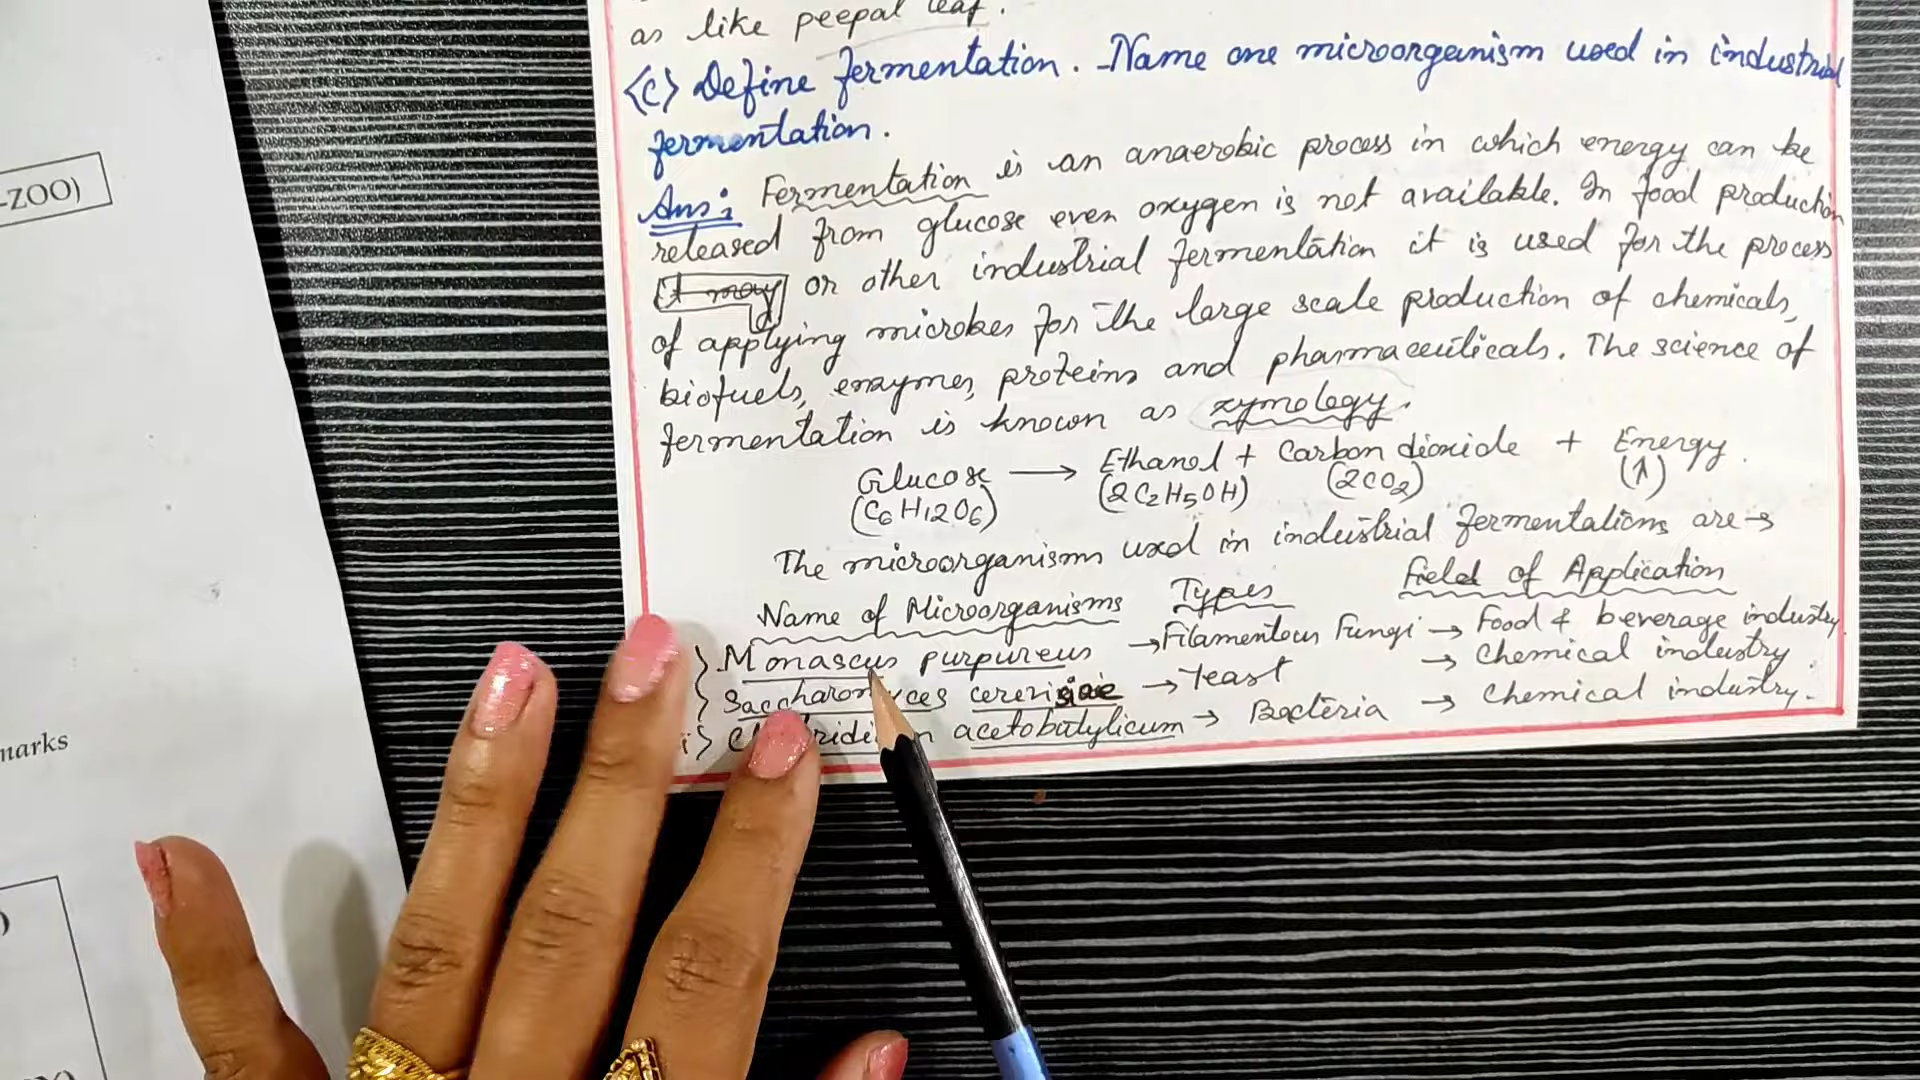 as like peepal leaf.
<c> Define fermentation. Name one microorganism used in industrial
fermentation.
Ans: Fermentation is an anaerobic process in which energy can be
released from glucose even oxygen is not available. In food production
or other industrial fermentation it is used for the process
of applying microbes for the large scale production of chemicals,
biofuels, enzymes, proteins and pharmaceuticals. The science of
fermentation is known as zymology.
Glucose → Ethanol + Carbon dioxide + Energy.
(C6H12O6) (2C2H5OH) (2CO2) (↑)
The microorganisms used in industrial fermentations are →
Name of Microorganisms Types Field of Application
Monascus purpureus → Filamentous Fungi → Food & beverage industry.
Saccharomyces cerevisiae → Yeast → Chemical industry.
acetobutylicum → Bacteria → Chemical industry.
-ZOO)
marks